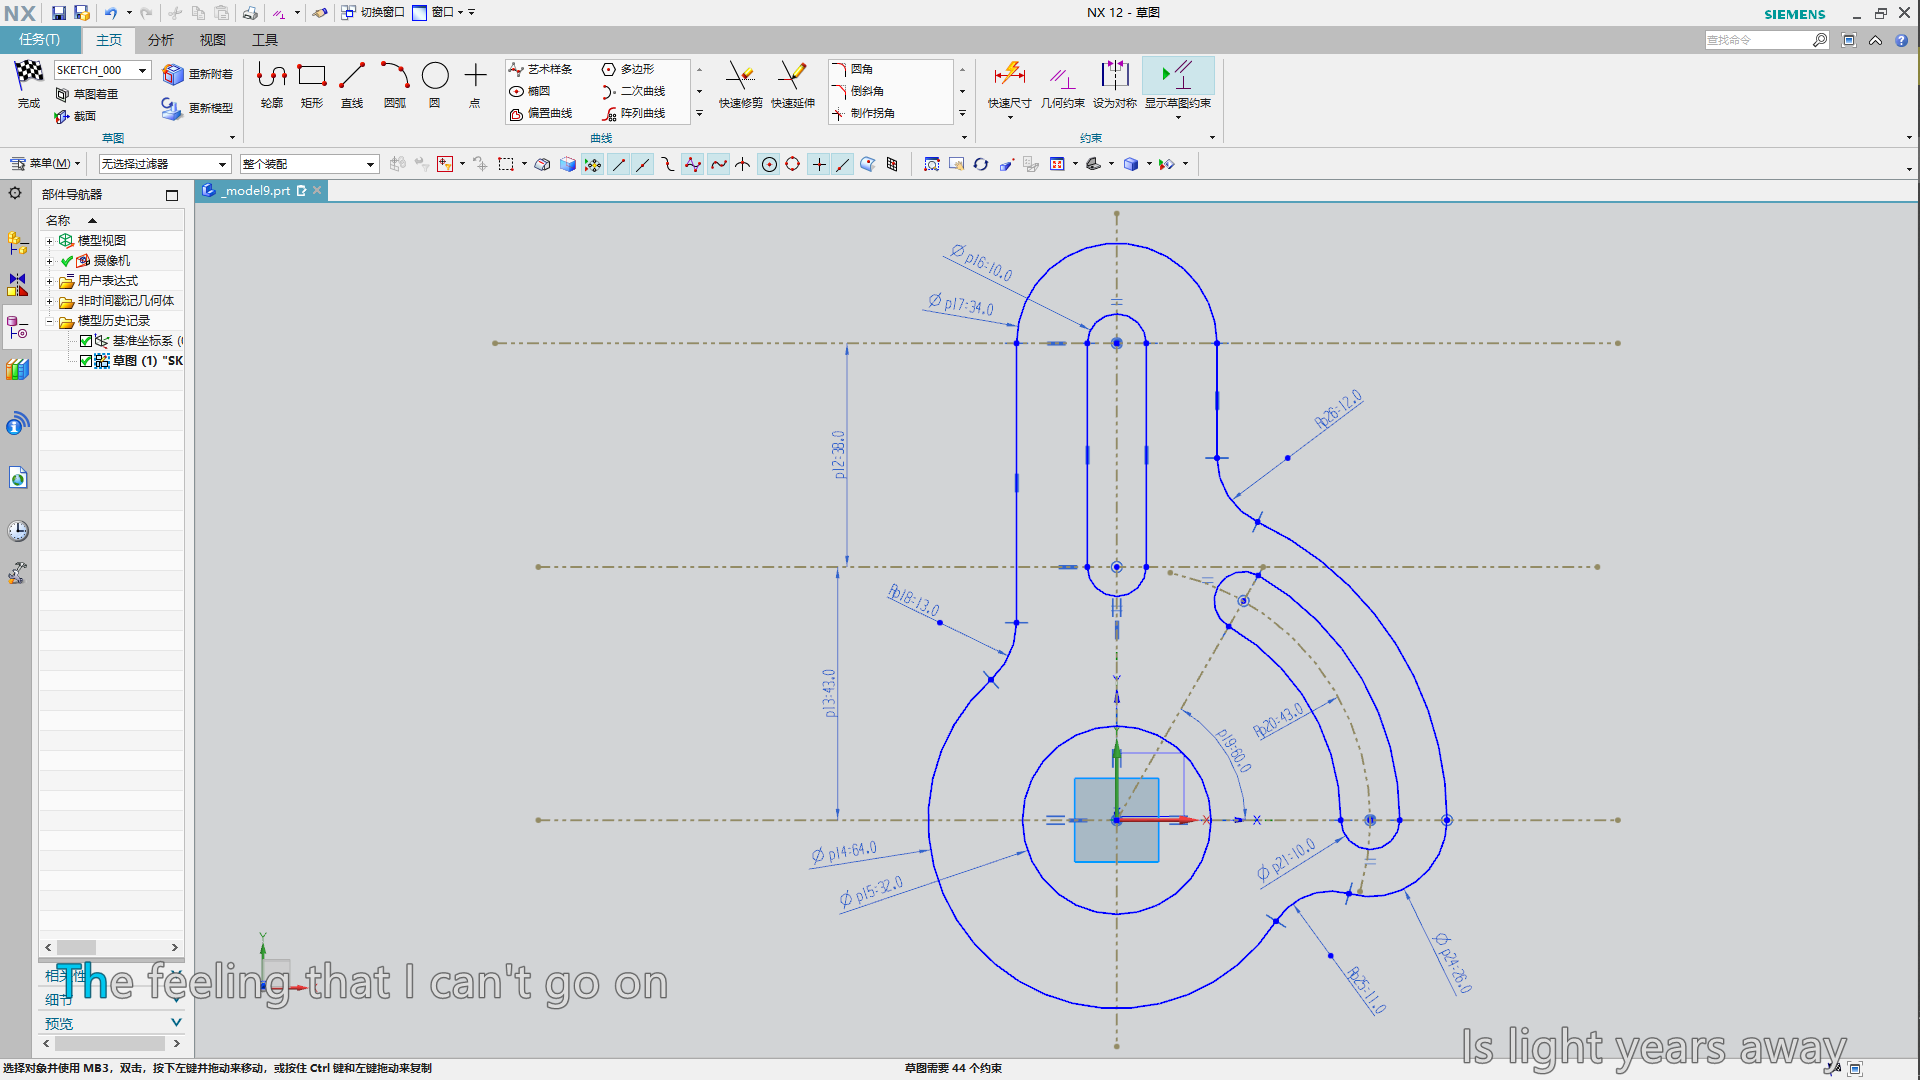 NX
切换窗口
窗口
NX 12 - 草图
SIEMENS
任务(T)
主页
分析
视图
工具
查找命令
完成
SKETCH_000
草图着重
截面
重新附着
更新模型
草图
轮廓
矩形
直线
圆弧
圆
点
艺术样条
多边形
椭圆
二次曲线
偏置曲线
阵列曲线
曲线
快速修剪
快速延伸
圆角
倒斜角
制作拐角
快速尺寸
几何约束
设为对称
显示草图约束
约束
菜单(M)
无选择过滤器
整个装配
部件导航器
_model9.prt
名称
模型视图
摄像机
用户表达式
非时间戳记几何体
模型历史记录
基准坐标系 (
草图 (1) "SK
相关性
细节
预览
p16:10.0
p17:34.0
p12:38.0
Rp26:12.0
Rp18:13.0
p13:43.0
p19:60.0
Rp20:43.0
p14:64.0
p15:32.0
p21:10.0
p24:26.0
Rp25:11.0
Y
X
X
Y
The feeling that I can't go on
Is light years away
选择对象并使用 MB3，双击，按下左键并拖动来移动，或按住 Ctrl 键和左键拖动来复制
草图需要 44 个约束